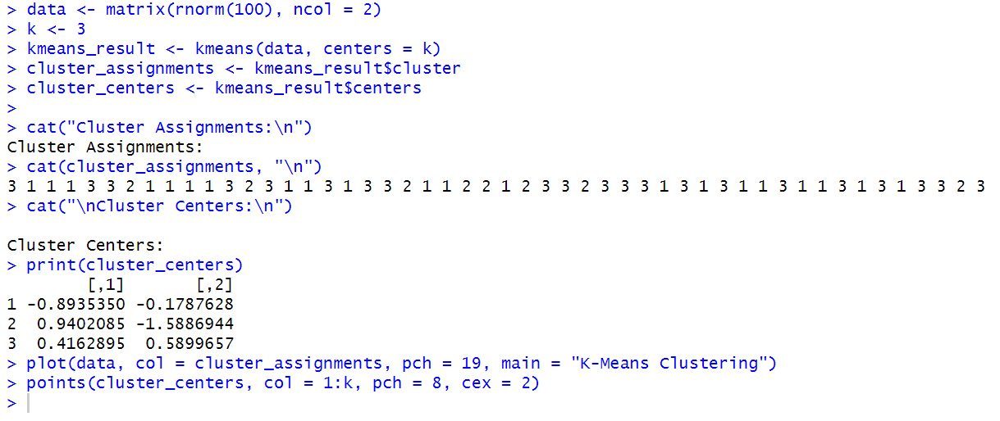 > data <- matrix(rnorm(100), ncol = 2)
> k <- 3
> kmeans_result <- kmeans(data, centers = k)
> cluster_assignments <- kmeans_result$cluster
> cluster_centers <- kmeans_result$centers
>
> cat("Cluster Assignments:\n")
Cluster Assignments:
> cat(cluster_assignments, "\n")
3 1 1 1 3 3 2 1 1 1 1 3 2 3 1 1 3 1 3 3 2 1 1 2 2 1 2 3 3 2 3 3 3 1 3 1 3 1 1 3 1 1 3 1 3 1 3 3 2 3
> cat("\nCluster Centers:\n")

Cluster Centers:
> print(cluster_centers)
        [,1]       [,2]
1 -0.8935350 -0.1787628
2  0.9402085 -1.5886944
3  0.4162895  0.5899657
> plot(data, col = cluster_assignments, pch = 19, main = "K-Means Clustering")
> points(cluster_centers, col = 1:k, pch = 8, cex = 2)
>